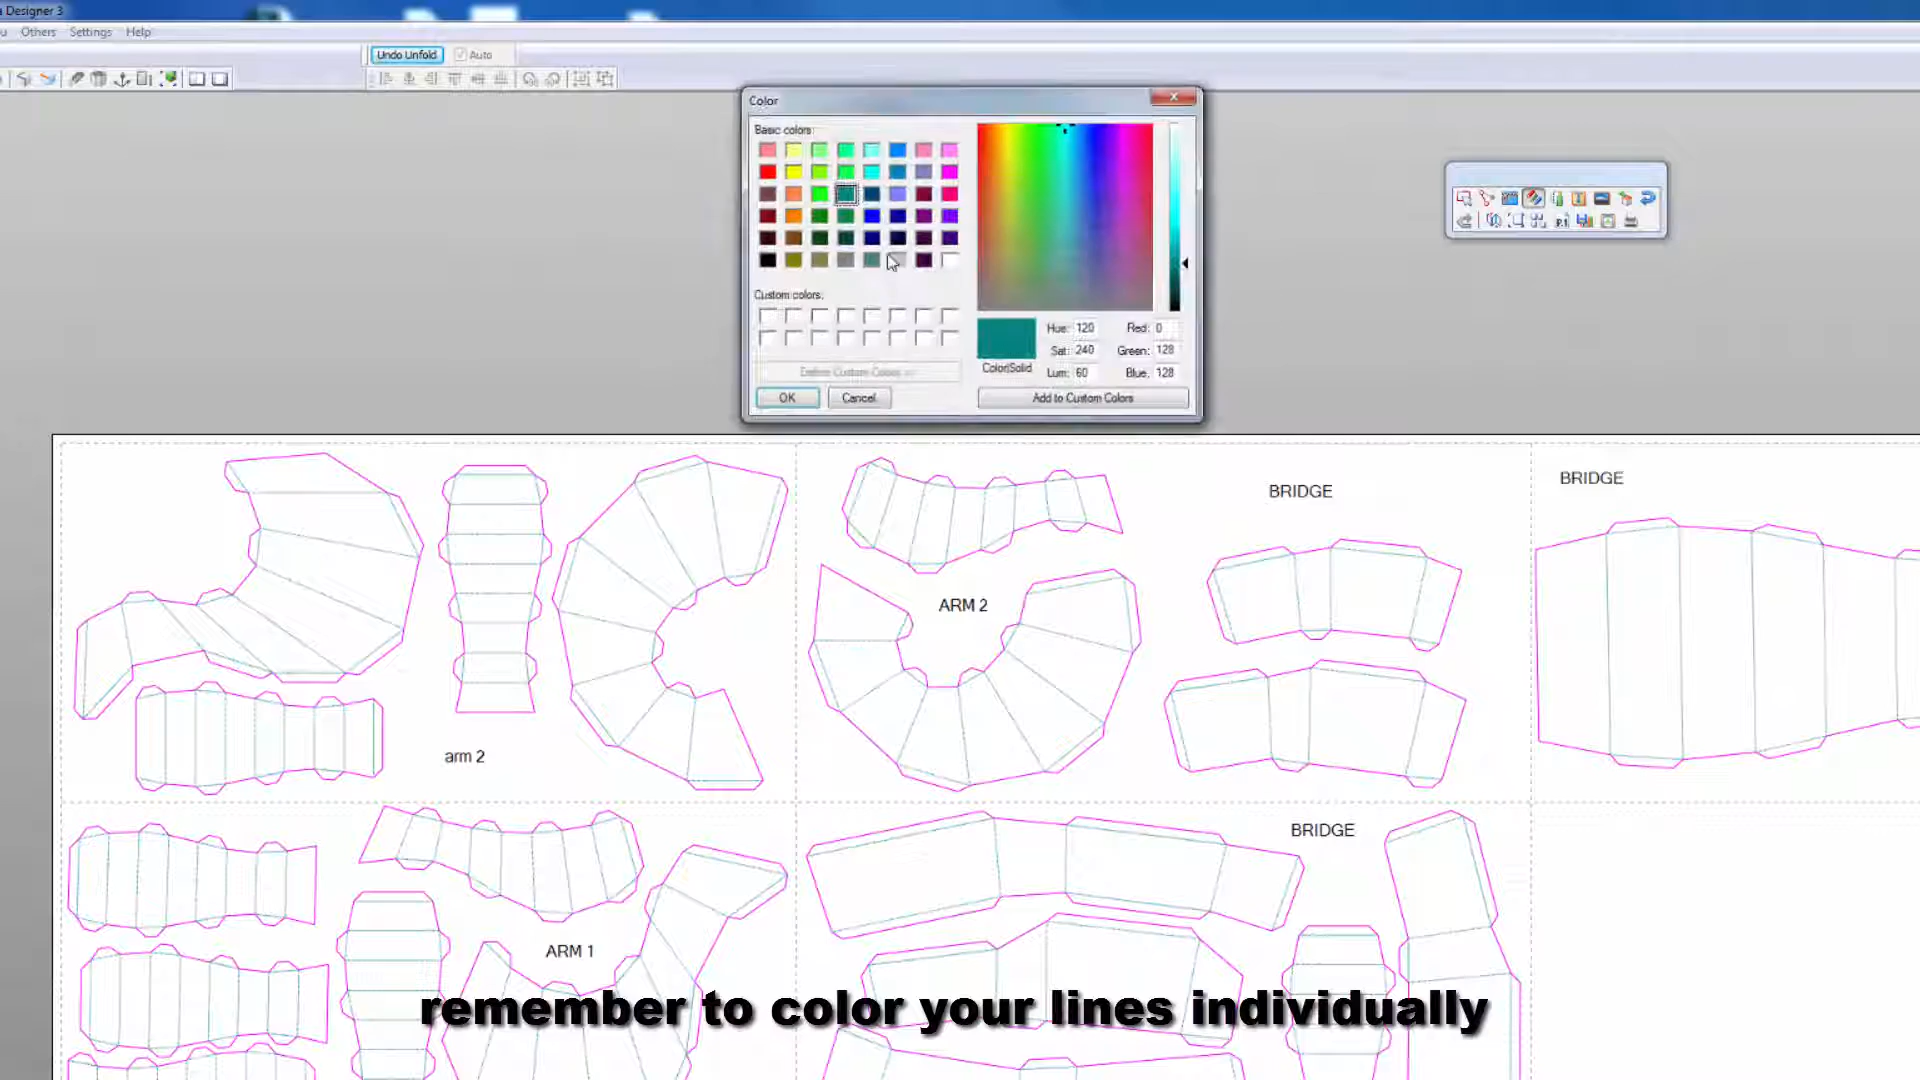 a Designer 3
u Others Settings Help
Undo Unfold Auto
Color
Basic colors:
Custom colors:
Define Custom Colors >>
OK Cancel
Color|Solid
Hue: 120 Red: 0
Sat: 240 Green: 128
Lum: 60 Blue: 128
Add to Custom Colors
BRIDGE
BRIDGE
ARM 2
arm 2
BRIDGE
ARM 1
remember to color your lines individually